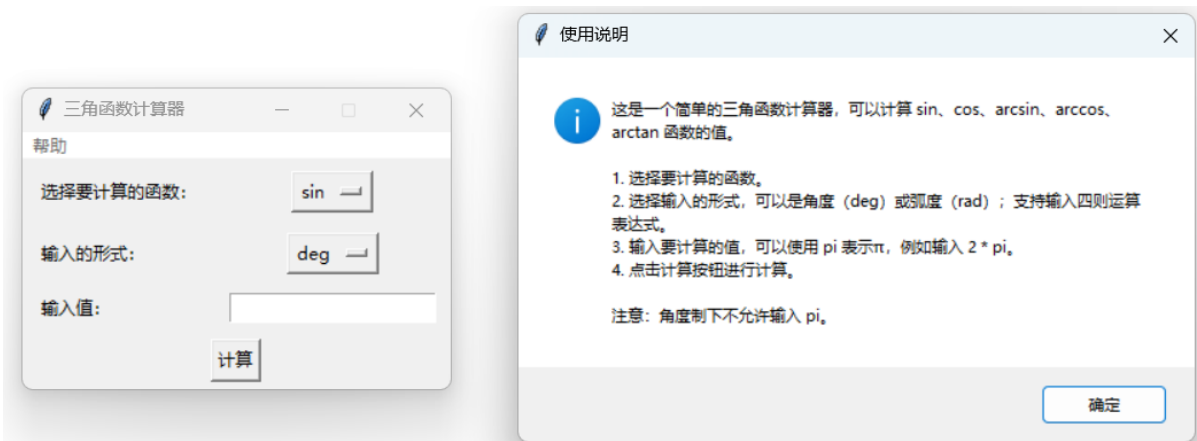 三角函数计算器
帮助
选择要计算的函数:
sin
输入的形式:
deg
输入值:
计算
使用说明
这是一个简单的三角函数计算器，可以计算 sin、cos、arcsin、arccos、
arctan 函数的值。
1. 选择要计算的函数。
2. 选择输入的形式，可以是角度（deg）或弧度（rad）；支持输入四则运算
表达式。
3. 输入要计算的值，可以使用 pi 表示π，例如输入 2 * pi。
4. 点击计算按钮进行计算。
注意：角度制下不允许输入 pi。
确定